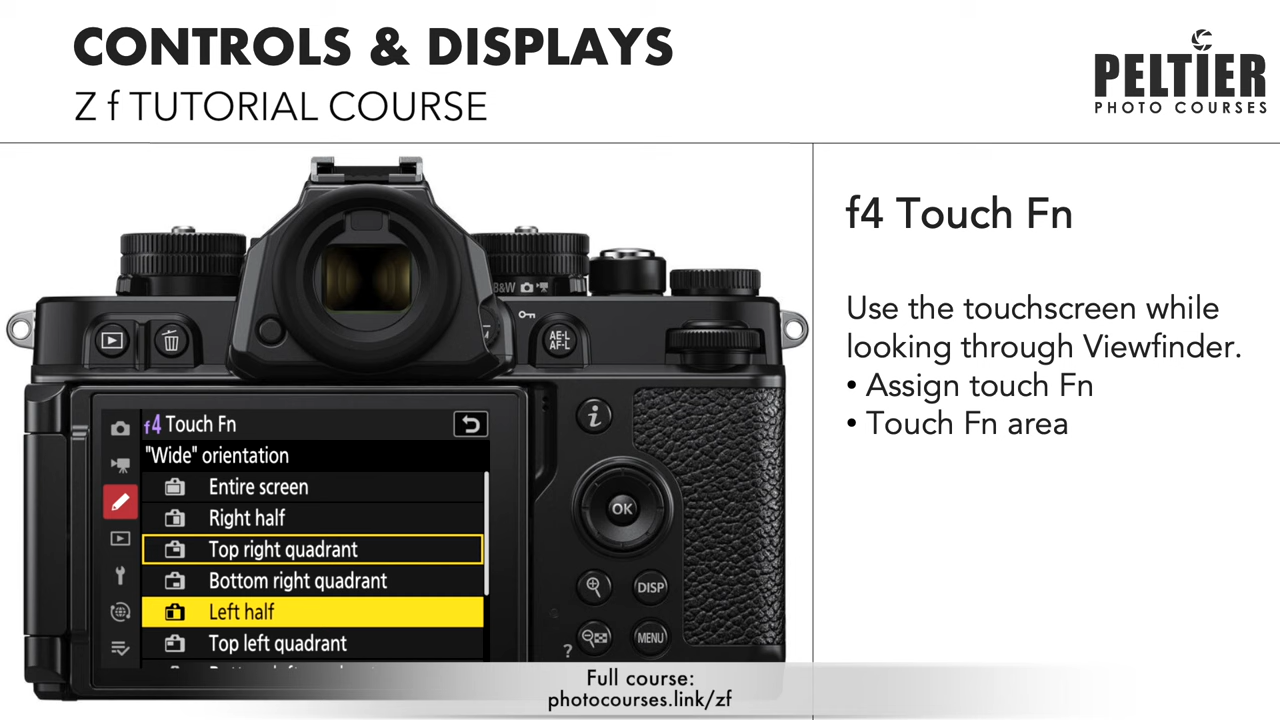 CONTROLS & DISPLAYS
Z f TUTORIAL COURSE
PELTIER
PHOTO COURSES
B&W
AE-L
AF-L
f4 Touch Fn
"Wide" orientation
Entire screen
Right half
Top right quadrant
Bottom right quadrant
Left half
Top left quadrant
i
OK
DISP
?
MENU
f4 Touch Fn
Use the touchscreen while
looking through Viewfinder.
• Assign touch Fn
• Touch Fn area
Full course:
photocourses.link/zf